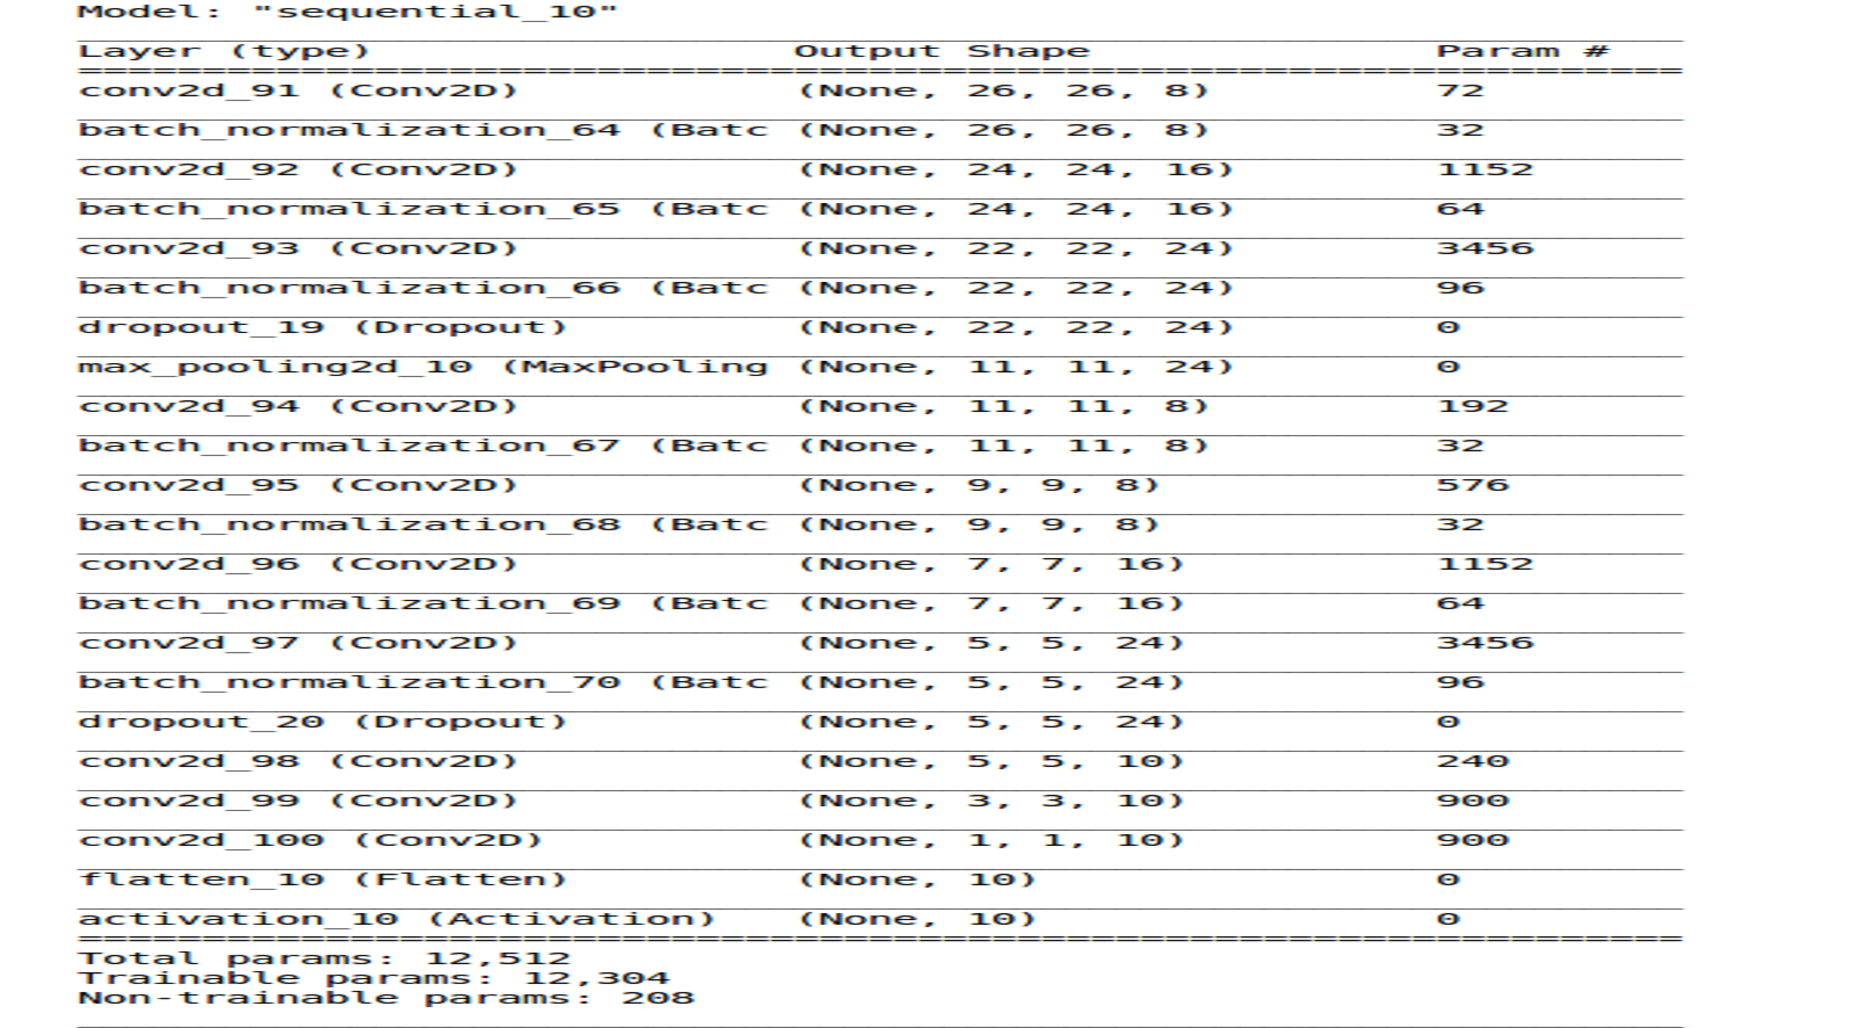 Model: "sequential_10"
Layer (type) Output Shape Param #
conv2d_91 (Conv2D) (None, 26, 26, 8) 72
batch_normalization_64 (Batc (None, 26, 26, 8) 32
conv2d_92 (Conv2D) (None, 24, 24, 16) 1152
batch_normalization_65 (Batc (None, 24, 24, 16) 64
conv2d_93 (Conv2D) (None, 22, 22, 24) 3456
batch_normalization_66 (Batc (None, 22, 22, 24) 96
dropout_19 (Dropout) (None, 22, 22, 24) 0
max_pooling2d_10 (MaxPooling (None, 11, 11, 24) 0
conv2d_94 (Conv2D) (None, 11, 11, 8) 192
batch_normalization_67 (Batc (None, 11, 11, 8) 32
conv2d_95 (Conv2D) (None, 9, 9, 8) 576
batch_normalization_68 (Batc (None, 9, 9, 8) 32
conv2d_96 (Conv2D) (None, 7, 7, 16) 1152
batch_normalization_69 (Batc (None, 7, 7, 16) 64
conv2d_97 (Conv2D) (None, 5, 5, 24) 3456
batch_normalization_70 (Batc (None, 5, 5, 24) 96
dropout_20 (Dropout) (None, 5, 5, 24) 0
conv2d_98 (Conv2D) (None, 5, 5, 10) 240
conv2d_99 (Conv2D) (None, 3, 3, 10) 900
conv2d_100 (Conv2D) (None, 1, 1, 10) 900
flatten_10 (Flatten) (None, 10) 0
activation_10 (Activation) (None, 10) 0
Total params: 12,512
Trainable params: 12,304
Non-trainable params: 208